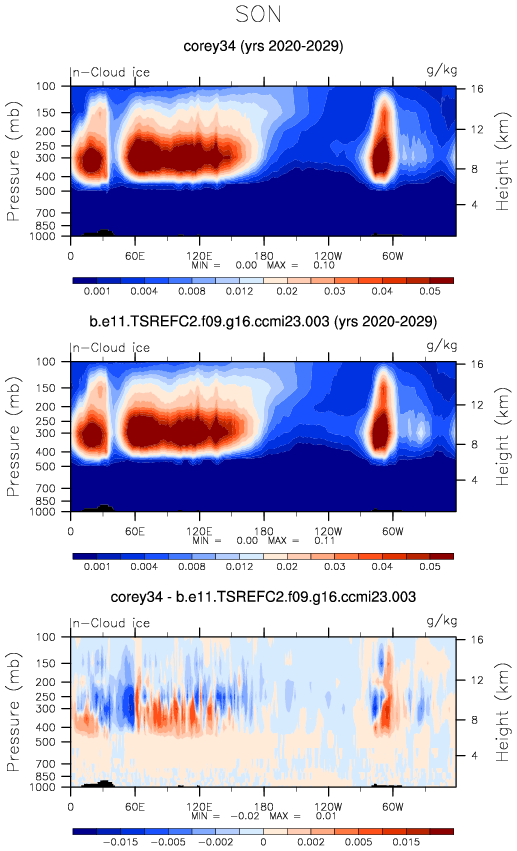 SON
corey34 (yrs 2020-2029)
In-Cloud ice g/kg
100 150 200 250 300 400 500 700 850 1000
Pressure (mb)
16 12 8 4
Height (km)
0 60E 120E 180 120W 60W
MIN = 0.00 MAX = 0.10
0.001 0.004 0.008 0.012 0.02 0.03 0.04 0.05
b.e11.TSREFC2.f09.g16.ccmi23.003 (yrs 2020-2029)
In-Cloud ice g/kg
100 150 200 250 300 400 500 700 850 1000
Pressure (mb)
16 12 8 4
Height (km)
0 60E 120E 180 120W 60W
MIN = 0.00 MAX = 0.11
0.001 0.004 0.008 0.012 0.02 0.03 0.04 0.05
corey34 - b.e11.TSREFC2.f09.g16.ccmi23.003
In-Cloud ice g/kg
100 150 200 250 300 400 500 700 850 1000
Pressure (mb)
16 12 8 4
Height (km)
0 60E 120E 180 120W 60W
MIN = -0.02 MAX = 0.01
-0.015 -0.005 -0.002 0 0.002 0.005 0.015